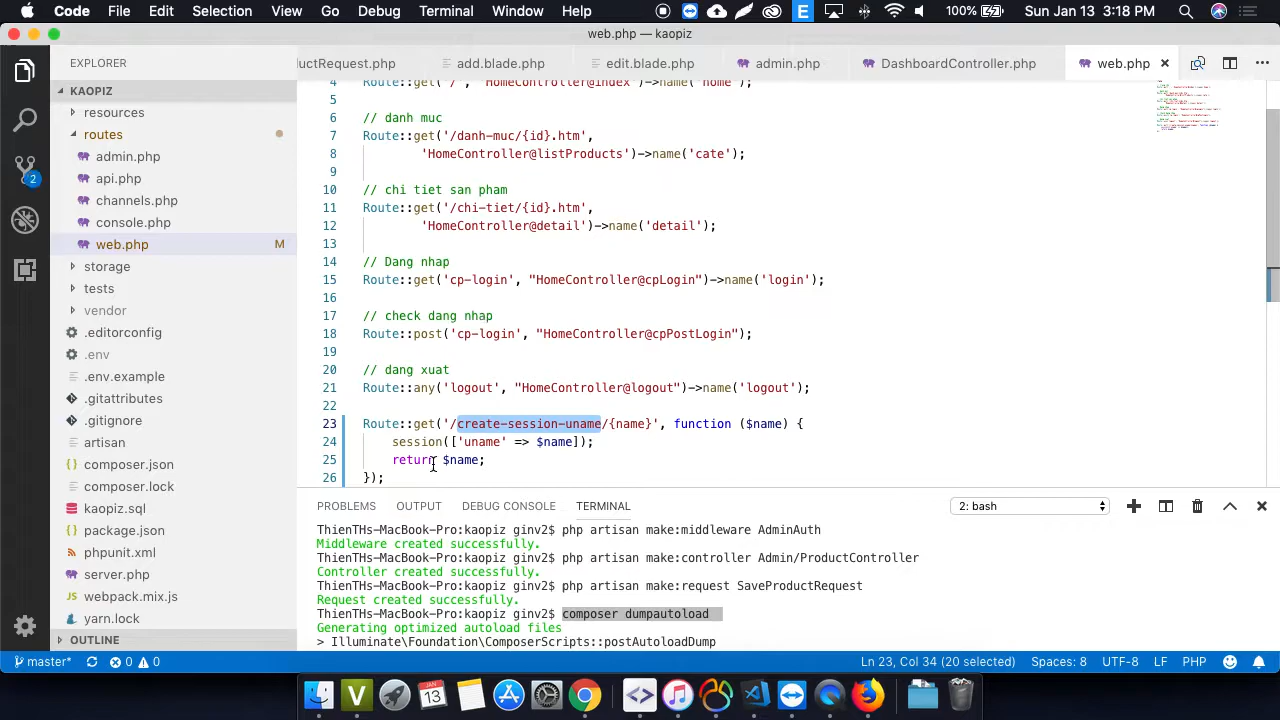 Code File Edit Selection View Go Debug Terminal Window Help 100% Sun Jan 13 3:18 PM
web.php — kaopiz
EXPLORER
ductRequest.php add.blade.php edit.blade.php admin.php DashboardController.php web.php
KAOPIZ
resources
routes
admin.php
api.php
channels.php
console.php
web.php M
storage
tests
vendor
.editorconfig
.env
.env.example
.gitattributes
.gitignore
artisan
composer.json
composer.lock
kaopiz.sql
package.json
phpunit.xml
server.php
webpack.mix.js
yarn.lock
OUTLINE
2
4 Route::get('/', "HomeController@index")->name('home');
5
6 // danh muc
7 Route::get('/danh-muc/{id}.htm',
8 'HomeController@listProducts')->name('cate');
9
10 // chi tiet san pham
11 Route::get('/chi-tiet/{id}.htm',
12 'HomeController@detail')->name('detail');
13
14 // Dang nhap
15 Route::get('cp-login', "HomeController@cpLogin")->name('login');
16
17 // check dang nhap
18 Route::post('cp-login', "HomeController@cpPostLogin");
19
20 // dang xuat
21 Route::any('logout', "HomeController@logout")->name('logout');
22
23 Route::get('/create-session-uname/{name}', function ($name) {
24 session(['uname' => $name]);
25 return $name;
26 });
PROBLEMS OUTPUT DEBUG CONSOLE TERMINAL 2: bash
ThienTHs-MacBook-Pro:kaopiz ginv2$ php artisan make:middleware AdminAuth
Middleware created successfully.
ThienTHs-MacBook-Pro:kaopiz ginv2$ php artisan make:controller Admin/ProductController
Controller created successfully.
ThienTHs-MacBook-Pro:kaopiz ginv2$ php artisan make:request SaveProductRequest
Request created successfully.
ThienTHs-MacBook-Pro:kaopiz ginv2$ composer dumpautoload
Generating optimized autoload files
> Illuminate\Foundation\ComposerScripts::postAutoloadDump
master* 0 0 Ln 23, Col 34 (20 selected) Spaces: 8 UTF-8 LF PHP